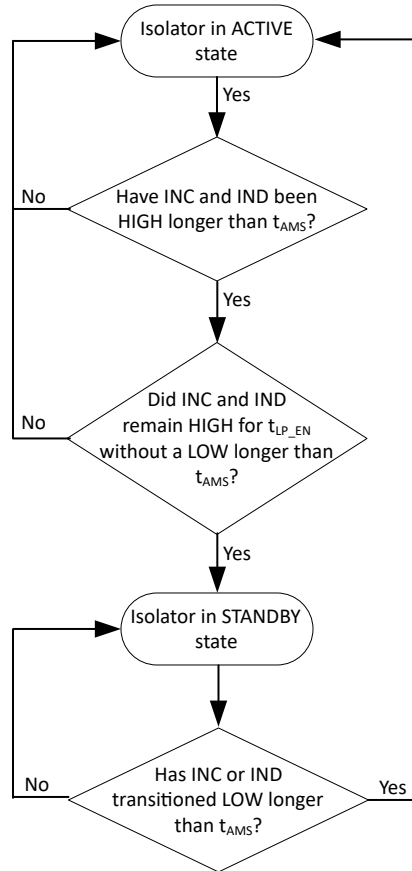 Isolator in ACTIVE
state
Yes
No
Have INC and IND been
HIGH longer than tAMS?
Yes
Did INC and IND
remain HIGH for tLP_EN
without a LOW longer than
tAMS?
No
Yes
Isolator in STANDBY
state
Has INC or IND
transitioned LOW longer
than tAMS?
No
Yes